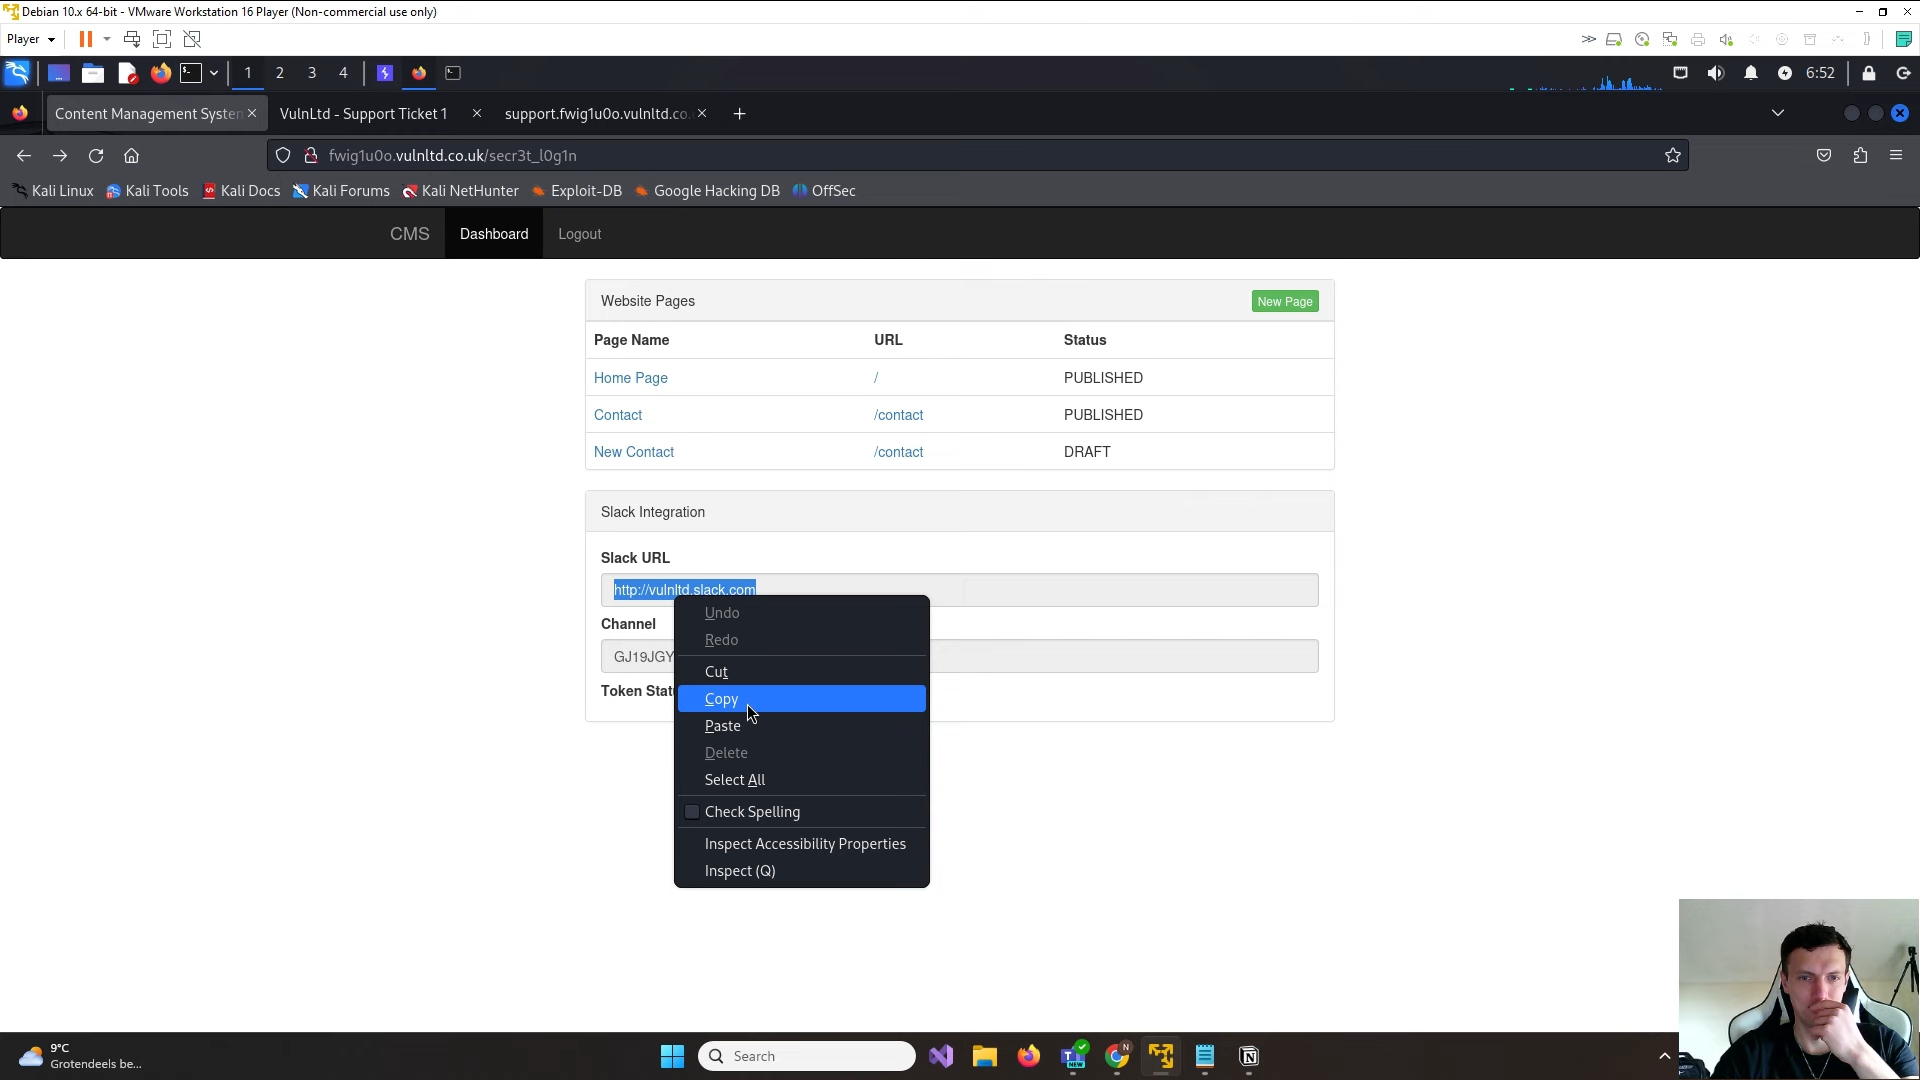 Debian 10.x 64-bit - VMware Workstation 16 Player (Non-commercial use only)
Player
1 2 3 4
6:52
Content Management System
VulnLtd - Support Ticket 1
support.fwig1u0o.vulnltd.co.
fwig1u0o.vulnltd.co.uk/secr3t_l0g1n
Kali Linux Kali Tools Kali Docs Kali Forums Kali NetHunter Exploit-DB Google Hacking DB OffSec
CMS Dashboard Logout
Website Pages New Page
Page Name URL Status
Home Page / PUBLISHED
Contact /contact PUBLISHED
New Contact /contact DRAFT
Slack Integration
Slack URL
http://vulnltd.slack.com
Channel
GJ19JGY
Token Statu
Undo
Redo
Cut
Copy
Paste
Delete
Select All
Check Spelling
Inspect Accessibility Properties
Inspect (Q)
9°C
Grotendeels be...
Search
NEW
N